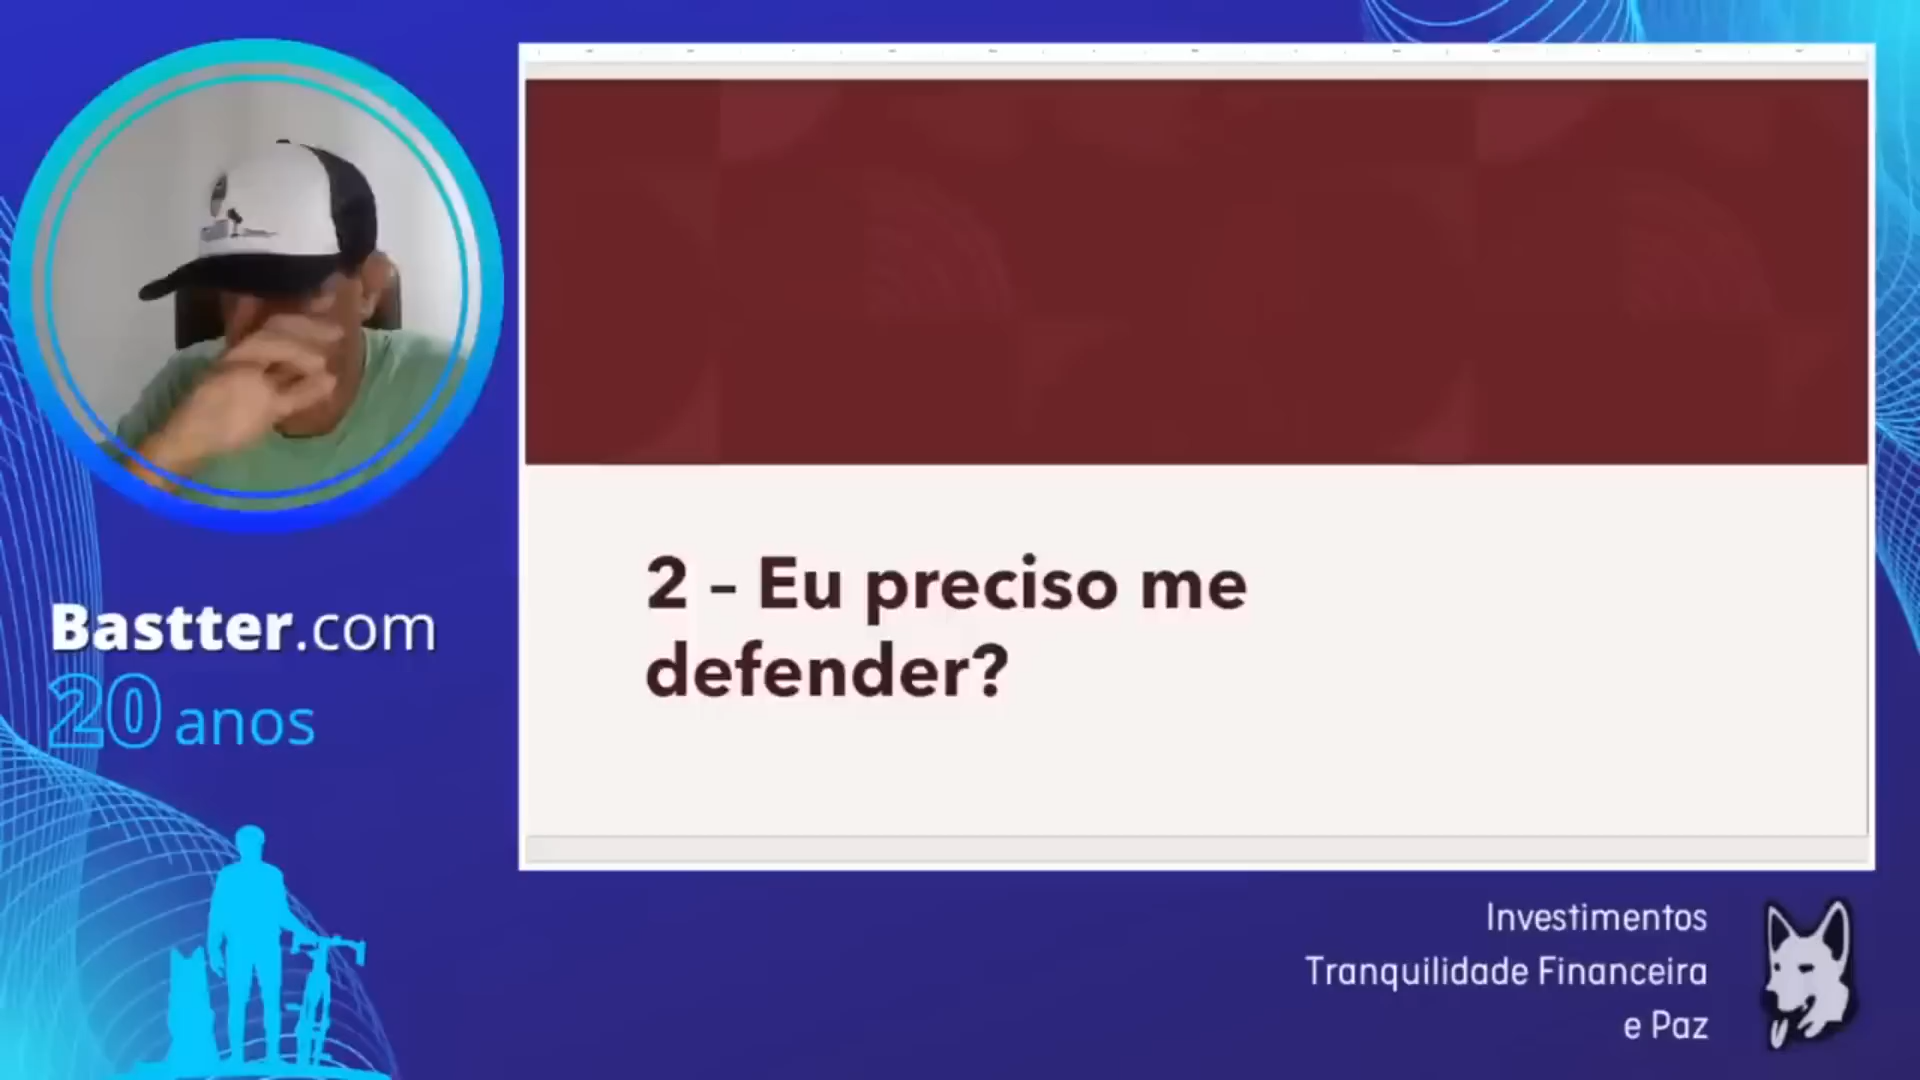 2 – Eu preciso me
defender?
Bastter.com
20 anos
Investimentos
Tranquilidade Financeira
e Paz